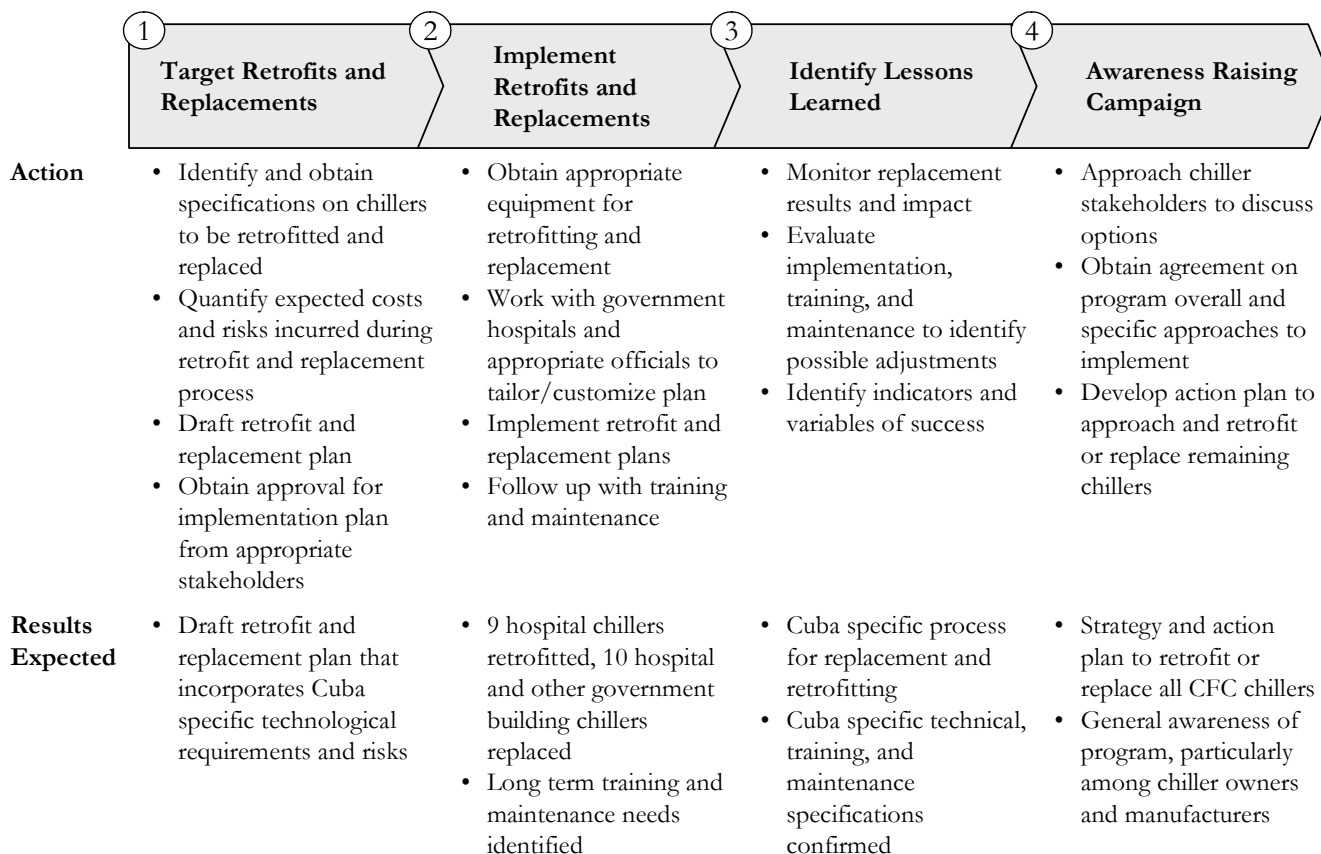 1
Target Retrofits and
Replacements
2
Implement
Retrofits and
Replacements
3
Identify Lessons
Learned
4
Awareness Raising
Campaign
Action
• Identify and obtain
specifications on chillers
to be retrofitted and
replaced
• Quantify expected costs
and risks incurred during
retrofit and replacement
process
• Draft retrofit and
replacement plan
• Obtain approval for
implementation plan
from appropriate
stakeholders
• Obtain appropriate
equipment for
retrofitting and
replacement
• Work with government
hospitals and
appropriate officials to
tailor/customize plan
• Implement retrofit and
replacement plans
• Follow up with training
and maintenance
• Monitor replacement
results and impact
• Evaluate
implementation,
training, and
maintenance to identify
possible adjustments
• Identify indicators and
variables of success
• Approach chiller
stakeholders to discuss
options
• Obtain agreement on
program overall and
specific approaches to
implement
• Develop action plan to
approach and retrofit
or replace remaining
chillers
Results
Expected
• Draft retrofit and
replacement plan that
incorporates Cuba
specific technological
requirements and risks
• 9 hospital chillers
retrofitted, 10 hospital
and other government
building chillers
replaced
• Long term training and
maintenance needs
identified
• Cuba specific process
for replacement and
retrofitting
• Cuba specific technical,
training, and
maintenance
specifications
confirmed
• Strategy and action
plan to retrofit or
replace all CFC chillers
• General awareness of
program, particularly
among chiller owners
and manufacturers